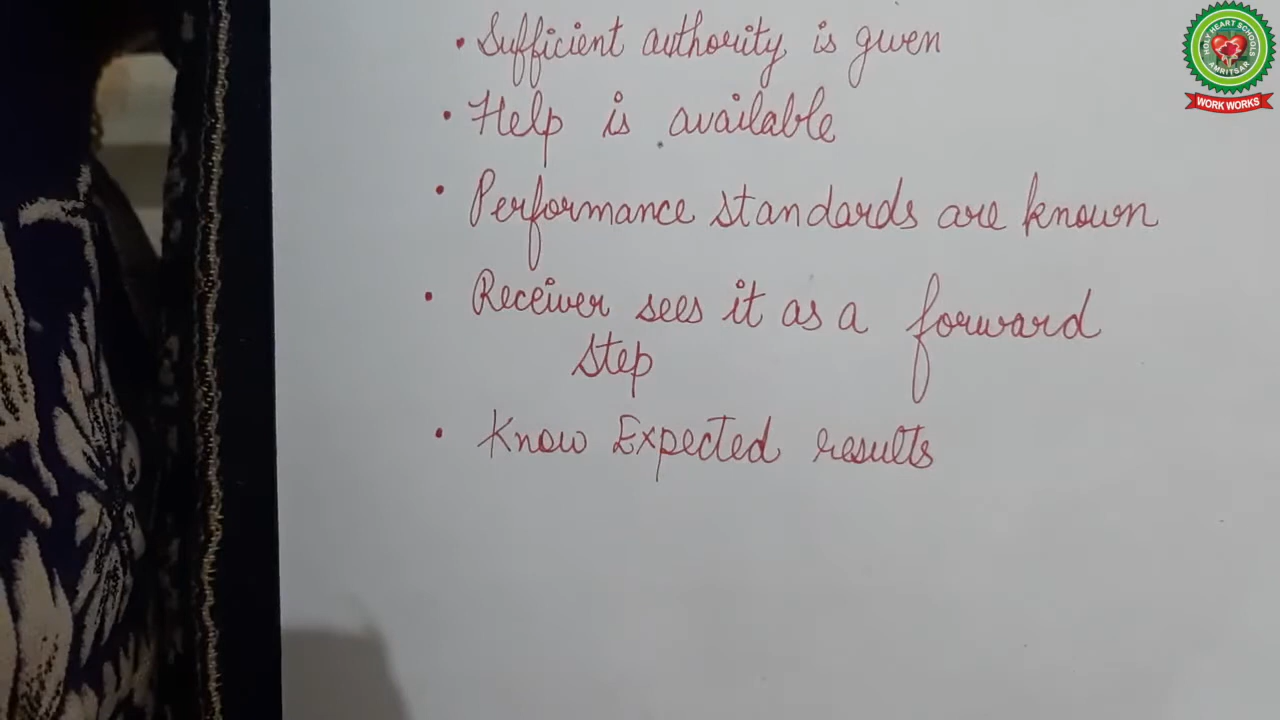 • Sufficient authority is given
• Help is available
• Performance standards are known
• Receiver sees it as a forward
step
• Know Expected results
HOLY HEART SCHOOLS
AMRITSAR
WORK WORKS